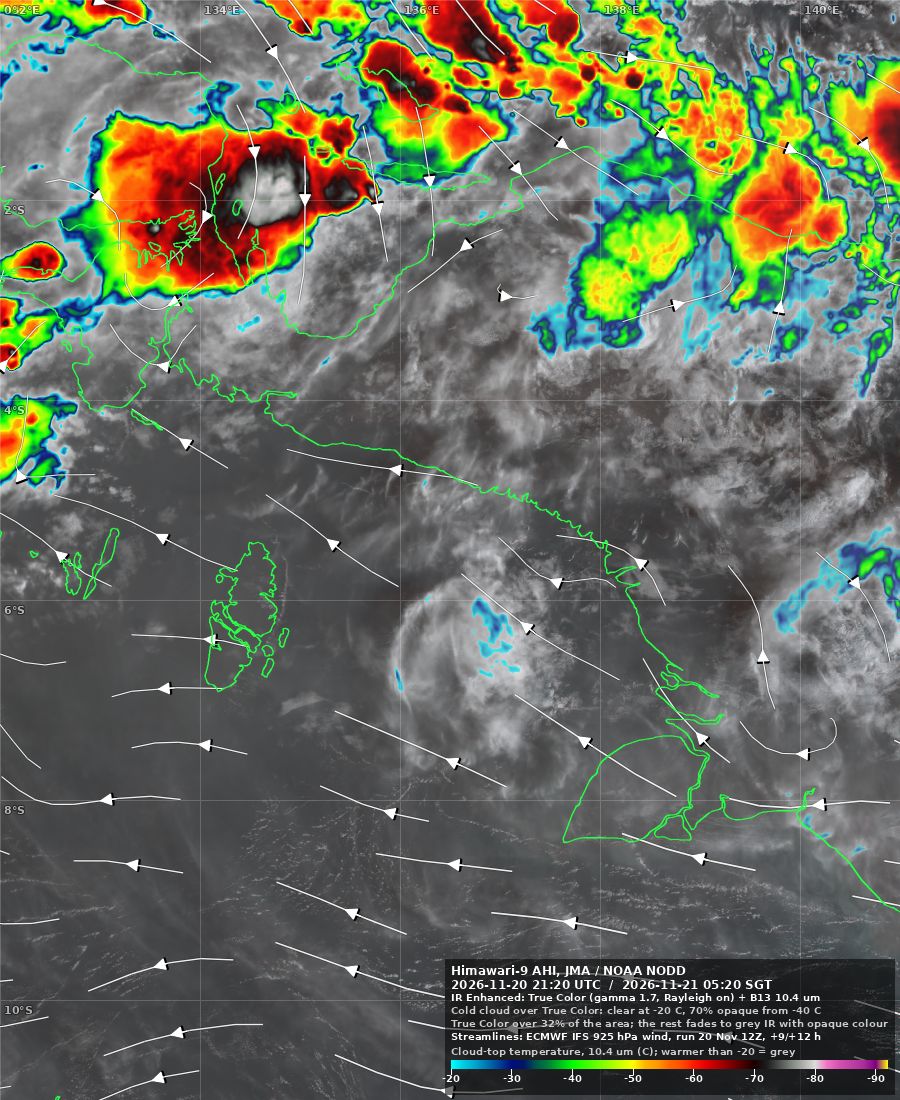 0°S
132°E
134°E
136°E
138°E
140°E
2°S
4°S
6°S
8°S
10°S
Himawari-9 AHI, JMA / NOAA NODD
2026-11-20 21:20 UTC / 2026-11-21 05:20 SGT
IR Enhanced: True Color (gamma 1.7, Rayleigh on) + B13 10.4 um
Cold cloud over True Color: clear at -20 C, 70% opaque from -40 C
True Color over 32% of the area; the rest fades to grey IR with opaque colour
Streamlines: ECMWF IFS 925 hPa wind, run 20 Nov 12Z, +9/+12 h
Cloud-top temperature, 10.4 um (C); warmer than -20 = grey
-20 -30 -40 -50 -60 -70 -80 -90